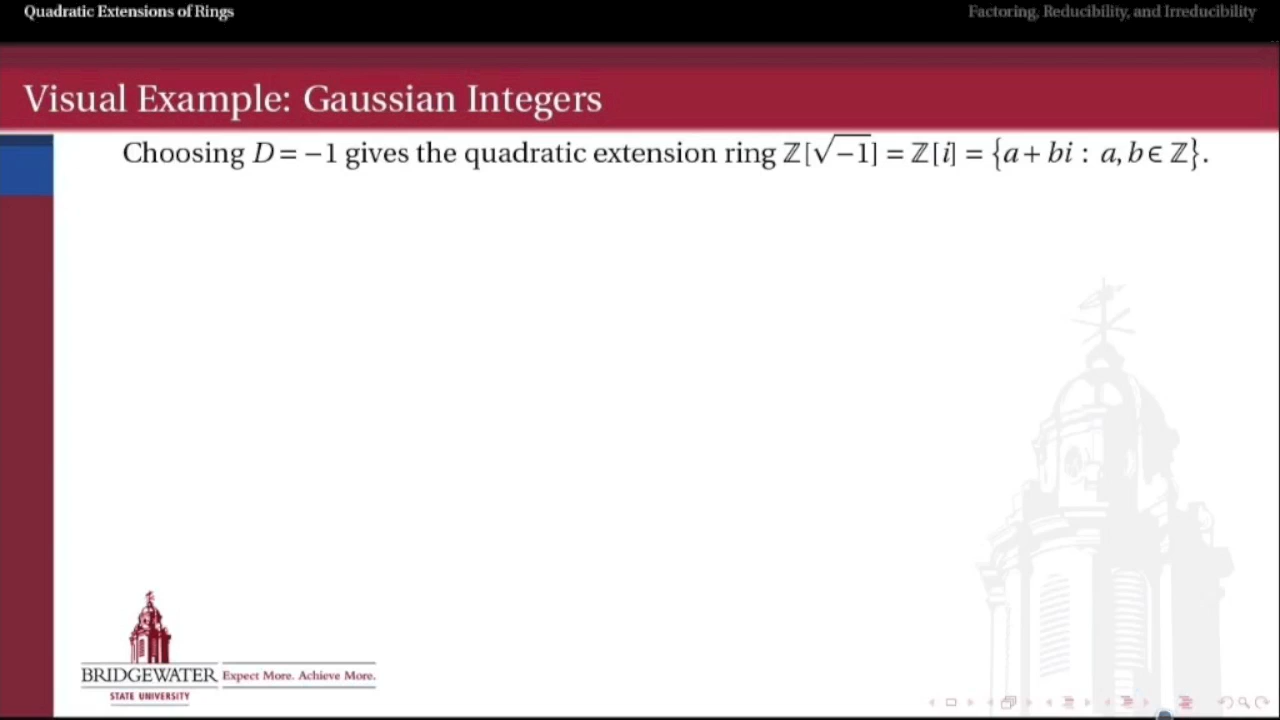 Quadratic Extensions of Rings
Factoring, Reducibility, and Irreducibility
Visual Example: Gaussian Integers
Choosing D = −1 gives the quadratic extension ring ℤ[√−1] = ℤ[i] = {a + bi : a, b ∈ ℤ}.
BRIDGEWATER
STATE UNIVERSITY
Expect More. Achieve More.